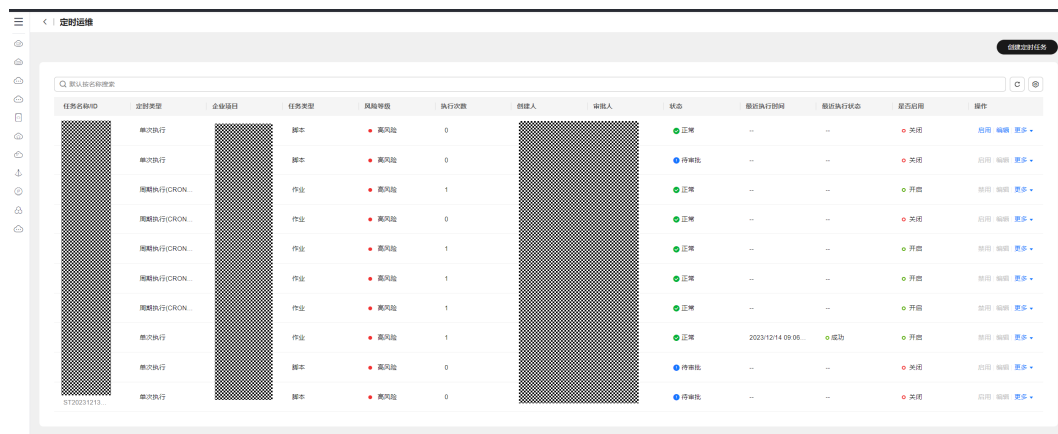 定时运维
创建定时任务
默认按名称搜索
任务名称/ID 定时类型 企业项目 任务类型 风险等级 执行次数 创建人 审批人 状态 最近执行时间 最近执行状态 是否启用 操作
单次执行 脚本 高风险 0 正常 -- -- 关闭 启用 编辑 更多
单次执行 脚本 高风险 0 待审批 -- -- 关闭 启用 编辑 更多
周期执行(CRON... 作业 高风险 1 正常 -- -- 开启 禁用 编辑 更多
周期执行(CRON... 作业 高风险 0 正常 -- -- 关闭 启用 编辑 更多
周期执行(CRON... 作业 高风险 1 正常 -- -- 开启 禁用 编辑 更多
周期执行(CRON... 作业 高风险 1 正常 -- -- 开启 禁用 编辑 更多
周期执行(CRON... 作业 高风险 1 正常 -- -- 开启 禁用 编辑 更多
单次执行 作业 高风险 1 正常 2023/12/14 09:06... 成功 开启 禁用 编辑 更多
单次执行 脚本 高风险 0 待审批 -- -- 关闭 启用 编辑 更多
单次执行 脚本 高风险 0 待审批 -- -- 关闭 启用 编辑 更多
ST20231213...